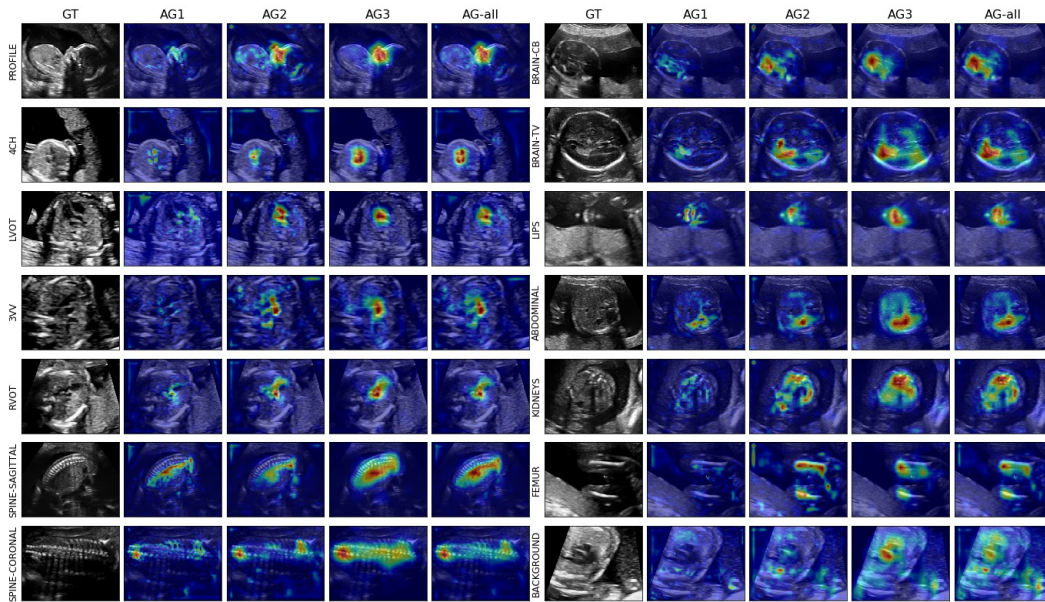 GT AG1 AG2 AG3 AG-all GT AG1 AG2 AG3 AG-all
PROFILE BRAIN-CB
4CH BRAIN-TV
LVOT LIPS
3VV ABDOMINAL
RVOT KIDNEYS
SPINE-SAGITTAL FEMUR
SPINE-CORONAL BACKGROUND